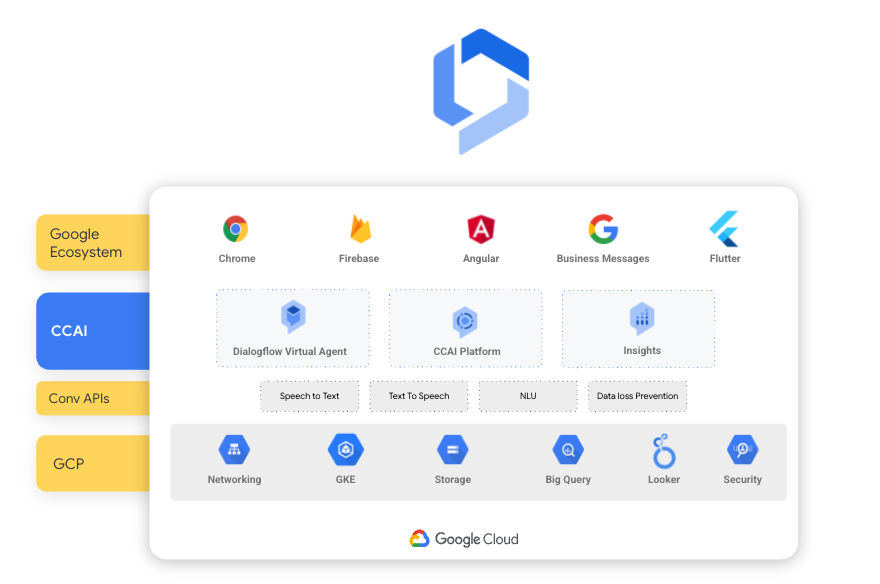 Google
Ecosystem
Chrome
Firebase
Angular
Business Messages
Flutter
CCAI
Dialogflow Virtual Agent
CCAI Platform
Insights
Conv APIs
Speech to Text
Text To Speech
NLU
Data loss Prevention
GCP
Networking
GKE
Storage
Big Query
Looker
Security
Google Cloud